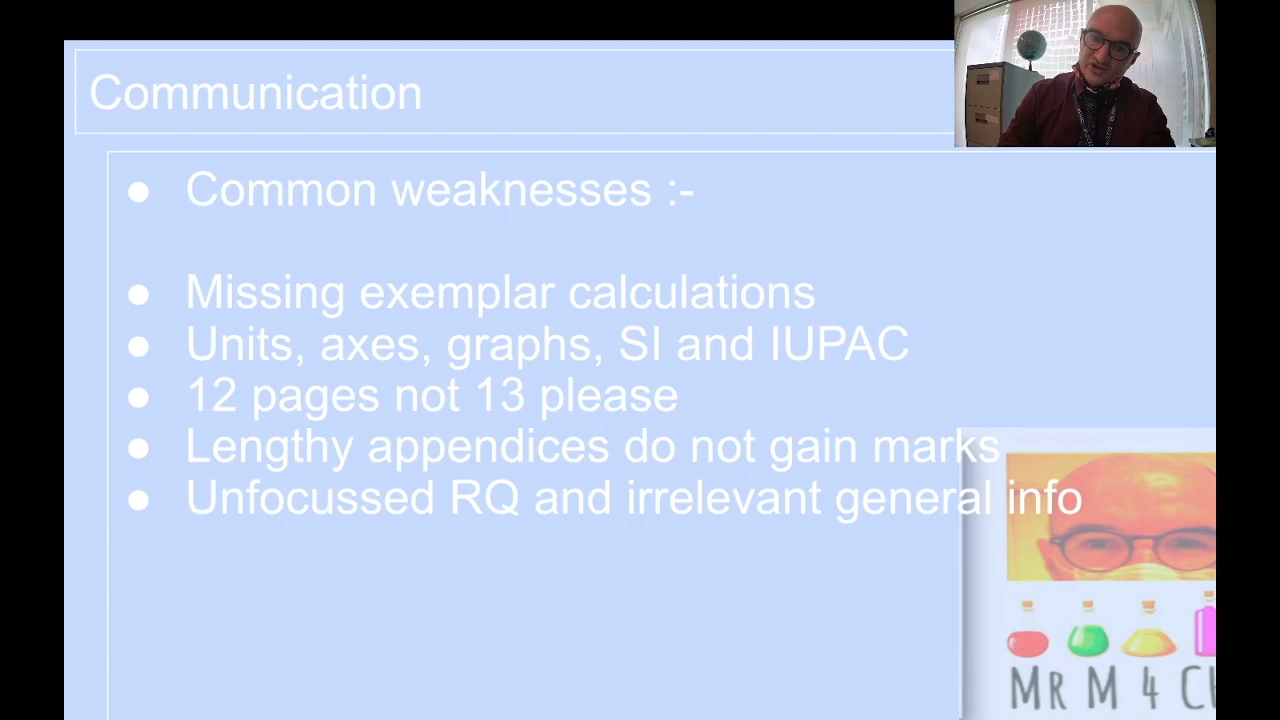 Communication
Common weaknesses :-
Missing exemplar calculations
Units, axes, graphs, SI and IUPAC
12 pages not 13 please
Lengthy appendices do not gain marks
Unfocussed RQ and irrelevant general info
Mr M 4